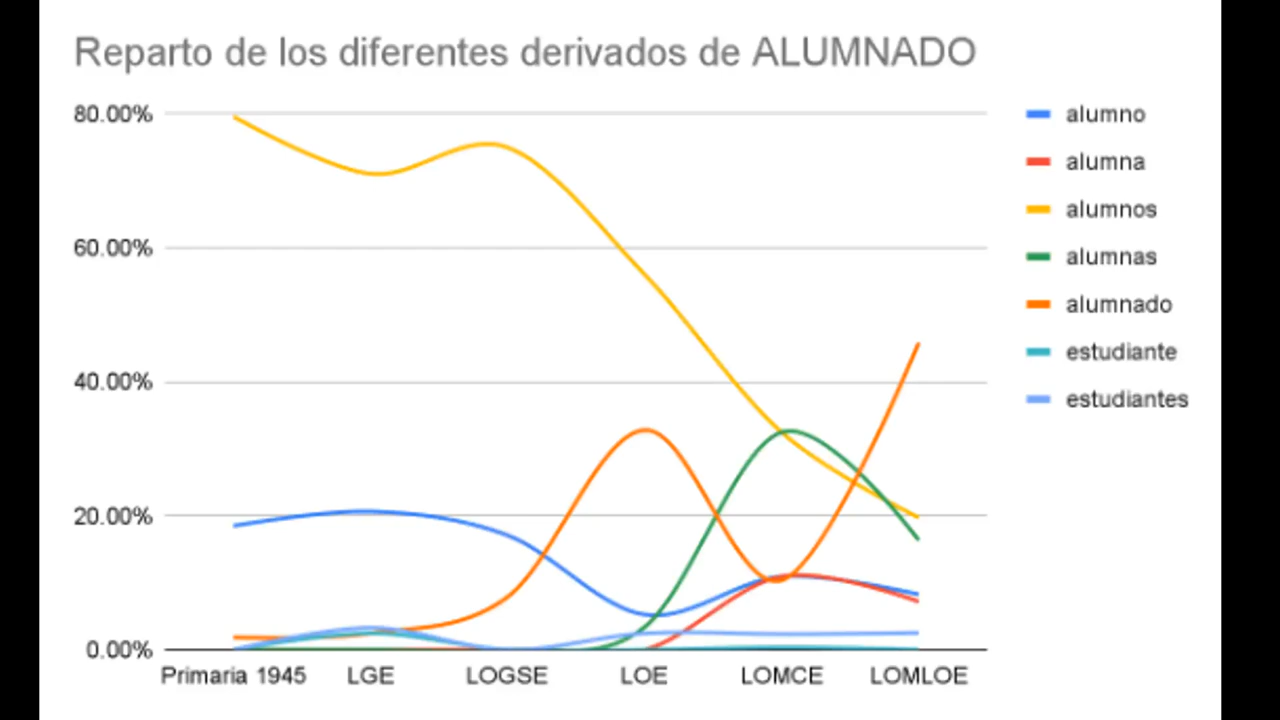 Reparto de los diferentes derivados de ALUMNADO
80.00%
60.00%
40.00%
20.00%
0.00%
Primaria 1945 LGE LOGSE LOE LOMCE LOMLOE
alumno
alumna
alumnos
alumnas
alumnado
estudiante
estudiantes